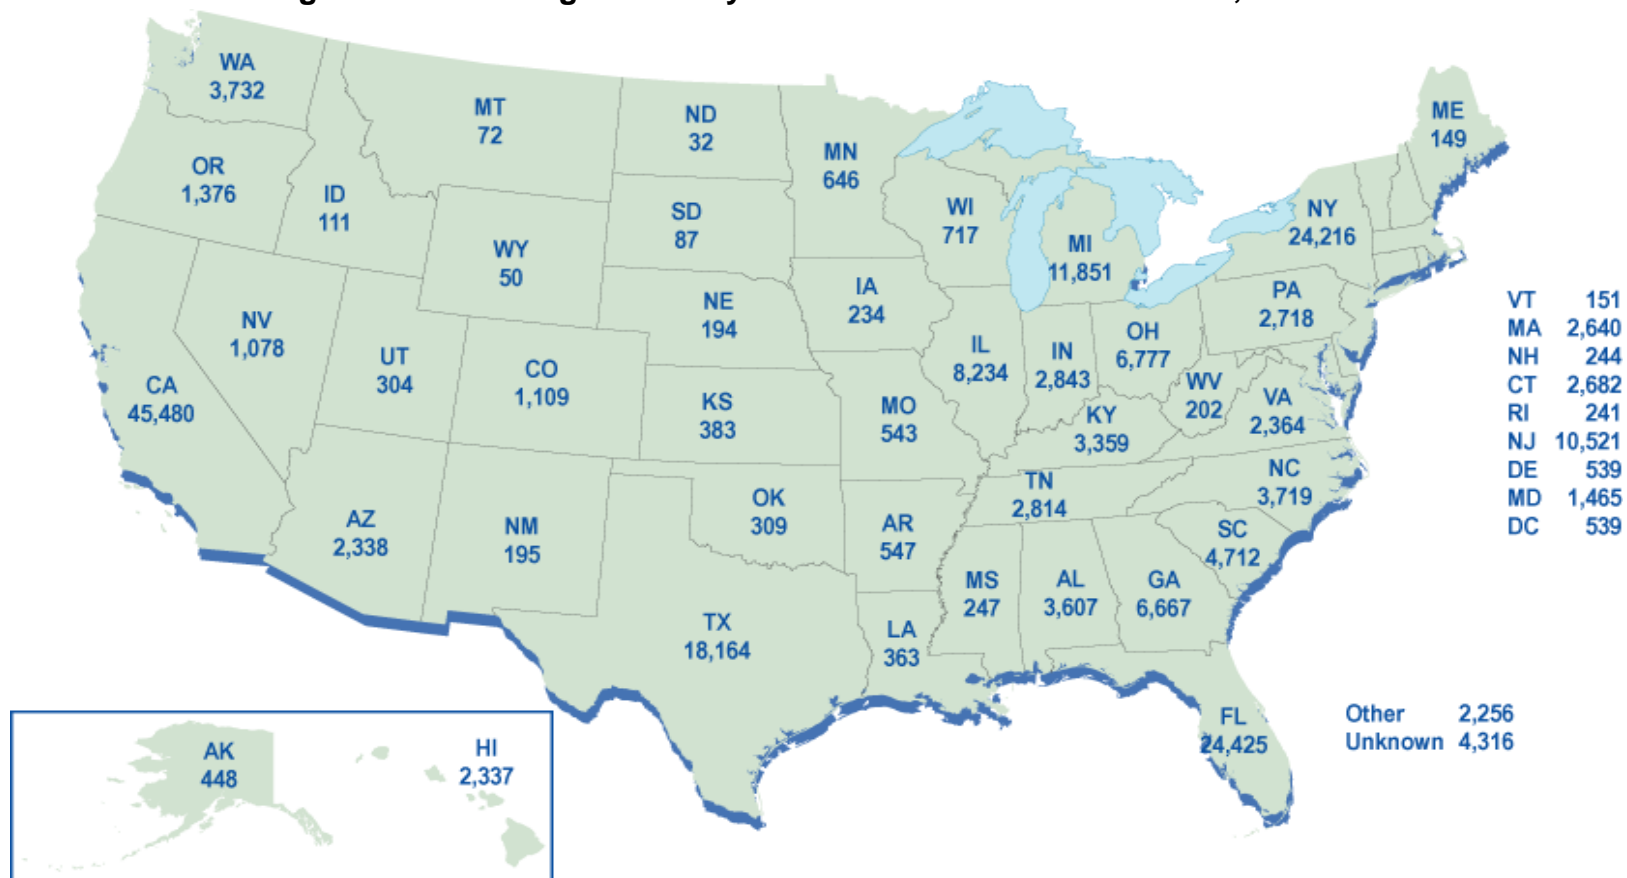 WA
3,732
MT
72
ND
32
MN
646
ME
149
OR
1,376
ID
111
SD
87
WI
717
NY
24,216
MI
11,851
WY
50
NE
194
IA
234
PA
2,718
NV
1,078
UT
304
CO
1,109
IL
8,234
IN
2,843
OH
6,777
WV
202
VA
2,364
CA
45,480
KS
383
MO
543
KY
3,359
NC
3,719
TN
2,814
AZ
2,338
NM
195
OK
309
AR
547
SC
4,712
MS
247
AL
3,607
GA
6,667
TX
18,164
LA
363
FL
24,425
AK
448
HI
2,337
VT 151
MA 2,640
NH 244
CT 2,682
RI 241
NJ 10,521
DE 539
MD 1,465
DC 539
Other 2,256
Unknown 4,316